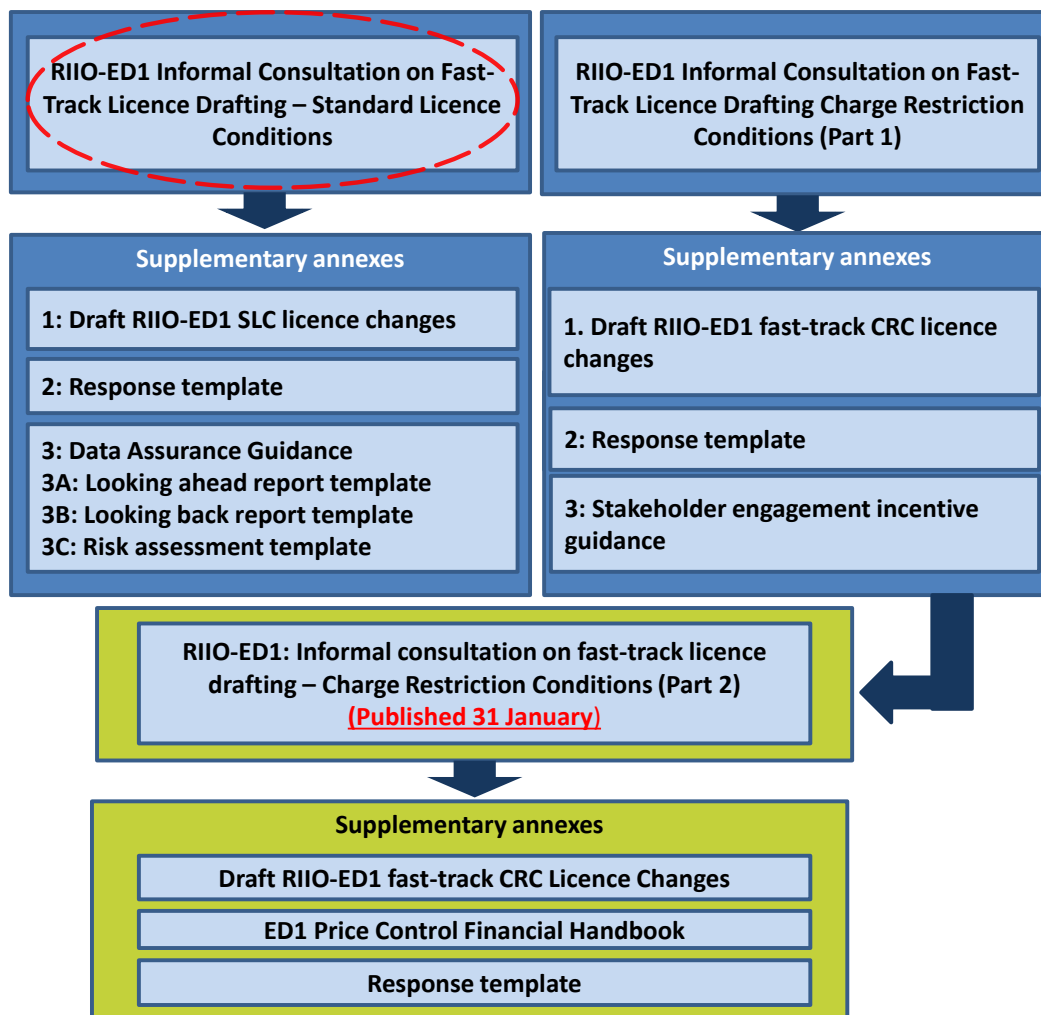 RIIO-ED1 Informal Consultation on Fast-
Track Licence Drafting – Standard Licence
Conditions
RIIO-ED1 Informal Consultation on Fast-
Track Licence Drafting Charge Restriction
Conditions (Part 1)
Supplementary annexes
1: Draft RIIO-ED1 SLC licence changes
2: Response template
3: Data Assurance Guidance
3A: Looking ahead report template
3B: Looking back report template
3C: Risk assessment template
Supplementary annexes
1. Draft RIIO-ED1 fast-track CRC licence
changes
2: Response template
3: Stakeholder engagement incentive
guidance
RIIO-ED1: Informal consultation on fast-track licence
drafting – Charge Restriction Conditions (Part 2)
(Published 31 January)
Supplementary annexes
Draft RIIO-ED1 fast-track CRC Licence Changes
ED1 Price Control Financial Handbook
Response template